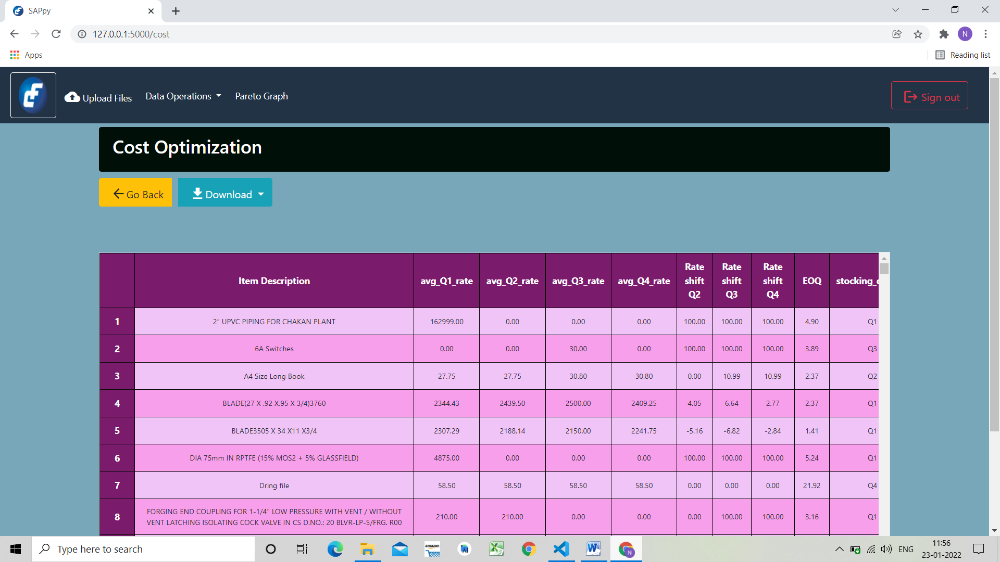 SAPpy
127.0.0.1:5000/cost
N
Apps
Reading list
Upload Files
Data Operations
Pareto Graph
Sign out
Cost Optimization
Go Back
Download
Item Description avg_Q1_rate avg_Q2_rate avg_Q3_rate avg_Q4_rate Rate shift Q2 Rate shift Q3 Rate shift Q4 EOQ stocking_
1 2” UPVC PIPING FOR CHAKAN PLANT 162999.00 0.00 0.00 0.00 100.00 100.00 100.00 4.90 Q1
2 6A Switches 0.00 0.00 30.00 0.00 100.00 100.00 100.00 3.89 Q3
3 A4 Size Long Book 27.75 27.75 30.80 30.80 0.00 10.99 10.99 2.37 Q2
4 BLADE(27 X .92 X.95 X 3/4)3760 2344.43 2439.50 2500.00 2409.25 4.05 6.64 2.77 2.37 Q1
5 BLADE3505 X 34 X11 X3/4 2307.29 2188.14 2150.00 2241.75 -5.16 -6.82 -2.84 1.41 Q1
6 DIA 75mm IN RPTFE (15% MOS2 + 5% GLASSFIELD) 4875.00 0.00 0.00 0.00 100.00 100.00 100.00 5.24 Q1
7 Dring file 58.50 58.50 58.50 58.50 0.00 0.00 0.00 21.92 Q4
8 FORGING END COUPLING FOR 1-1/4" LOW PRESSURE WITH VENT / WITHOUT
VENT LATCHING ISOLATING COCK VALVE IN CS D.NO.: 20 BLVR-LP-5/FRG. R00 210.00 210.00 0.00 0.00 0.00 100.00 100.00 3.16 Q1
Type here to search
amazon
N
ENG
11:56
23-01-2022